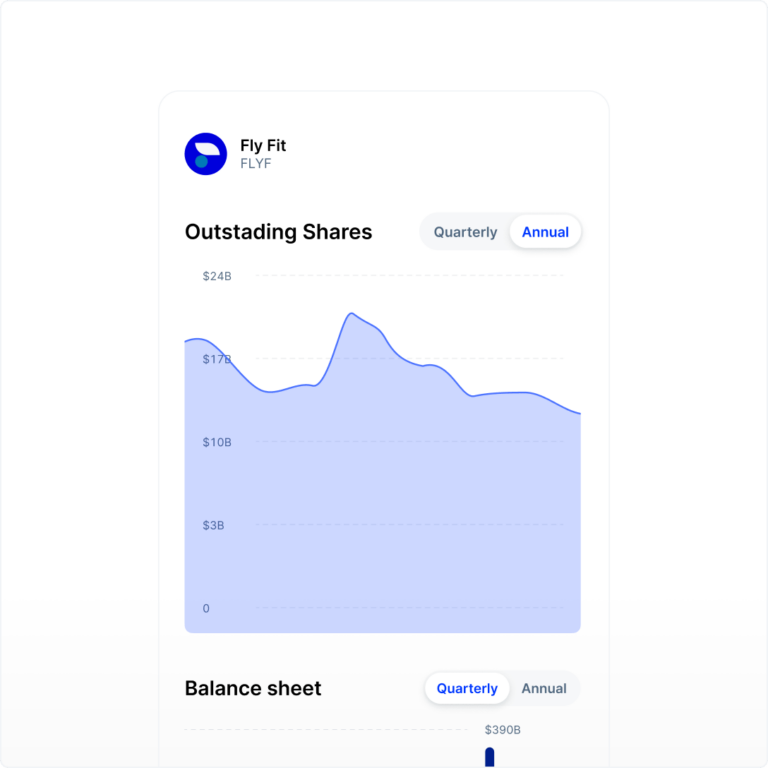 Fly Fit
FLYF
Outstading Shares
Quarterly Annual
$24B
$17B
$10B
$3B
0
Balance sheet
Quarterly Annual
$390B